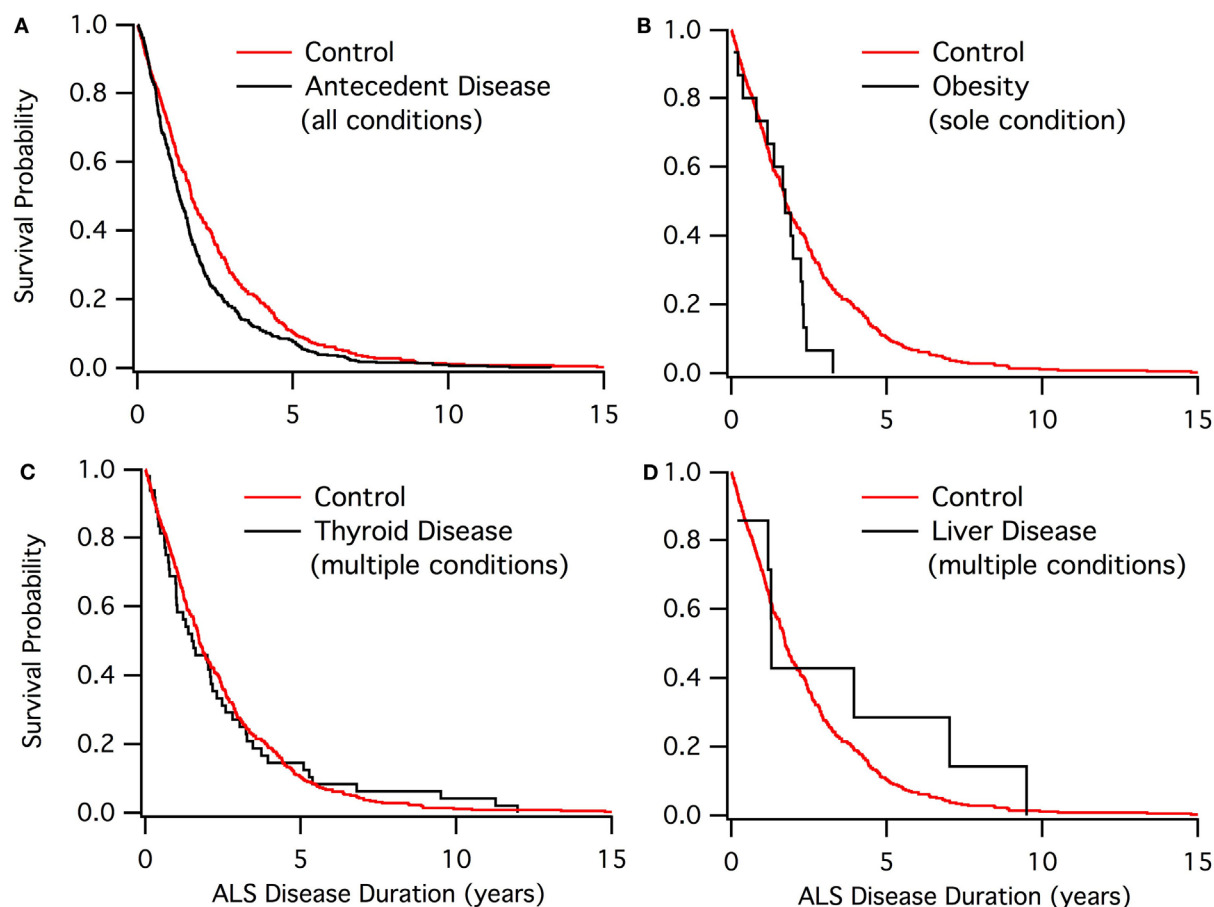 A
Survival Probability
1.0
0.8
0.6
0.4
0.2
0.0
0 5 10 15
Control
Antecedent Disease
(all conditions)
B
1.0
0.8
0.6
0.4
0.2
0.0
0 5 10 15
Control
Obesity
(sole condition)
C
Survival Probability
1.0
0.8
0.6
0.4
0.2
0.0
0 5 10 15
ALS Disease Duration (years)
Control
Thyroid Disease
(multiple conditions)
D
1.0
0.8
0.6
0.4
0.2
0.0
0 5 10 15
ALS Disease Duration (years)
Control
Liver Disease
(multiple conditions)